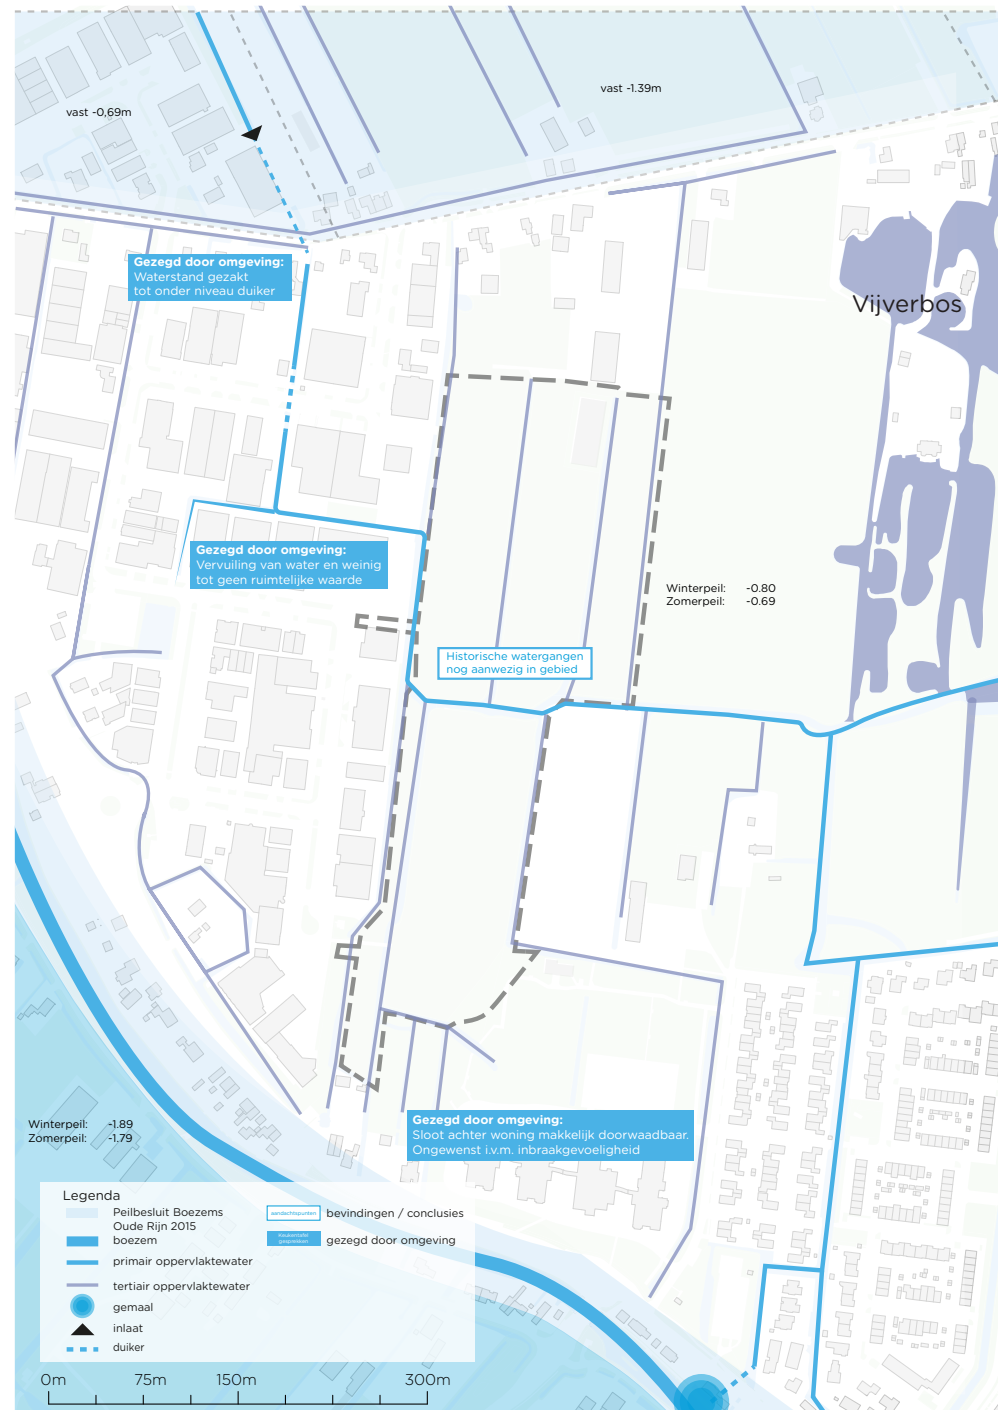 vast -1.39m
vast -0,69m
Gezegd door omgeving:
Waterstand gezakt
tot onder niveau duiker
Vijverbos
Gezegd door omgeving:
Vervuiling van water en weinig
tot geen ruimtelijke waarde
Winterpeil: -0.80
Zomerpeil: -0.69
Historische watergangen
nog aanwezig in gebied
Gezegd door omgeving:
Sloot achter woning makkelijk doorwaadbaar.
Ongewenst i.v.m. inbraakgevoeligheid
Winterpeil: -1.89
Zomerpeil: -1.79
Legenda
Peilbesluit Boezems
Oude Rijn 2015
boezem
primair oppervlaktewater
tertiair oppervlaktewater
gemaal
inlaat
duiker
aandachtspunten
bevindingen / conclusies
Keukentafel
gesprekken
gezegd door omgeving
0m 75m 150m 300m